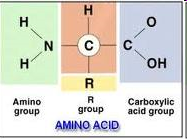 H
H
O
N
C
C
H
OH
R
Amino
group
R
group
Carboxylic
acid group
AMINO ACID